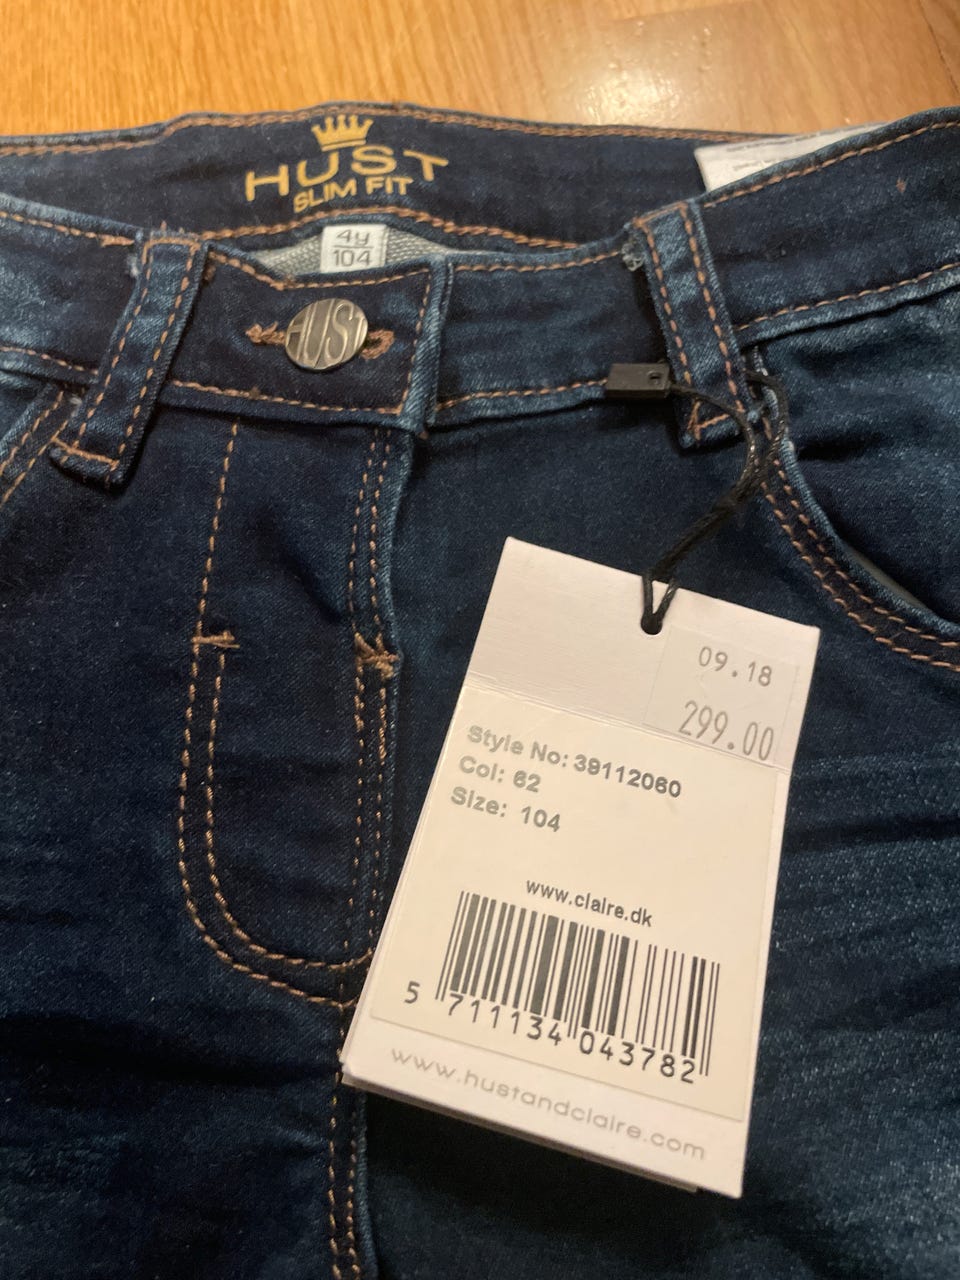 HUST
SLIM FIT
4y
104
HUST
09.18
299.00
Style No: 39112060
Col: 62
Size: 104
www.claire.dk
5 711134 043782
www.hustandclaire.com